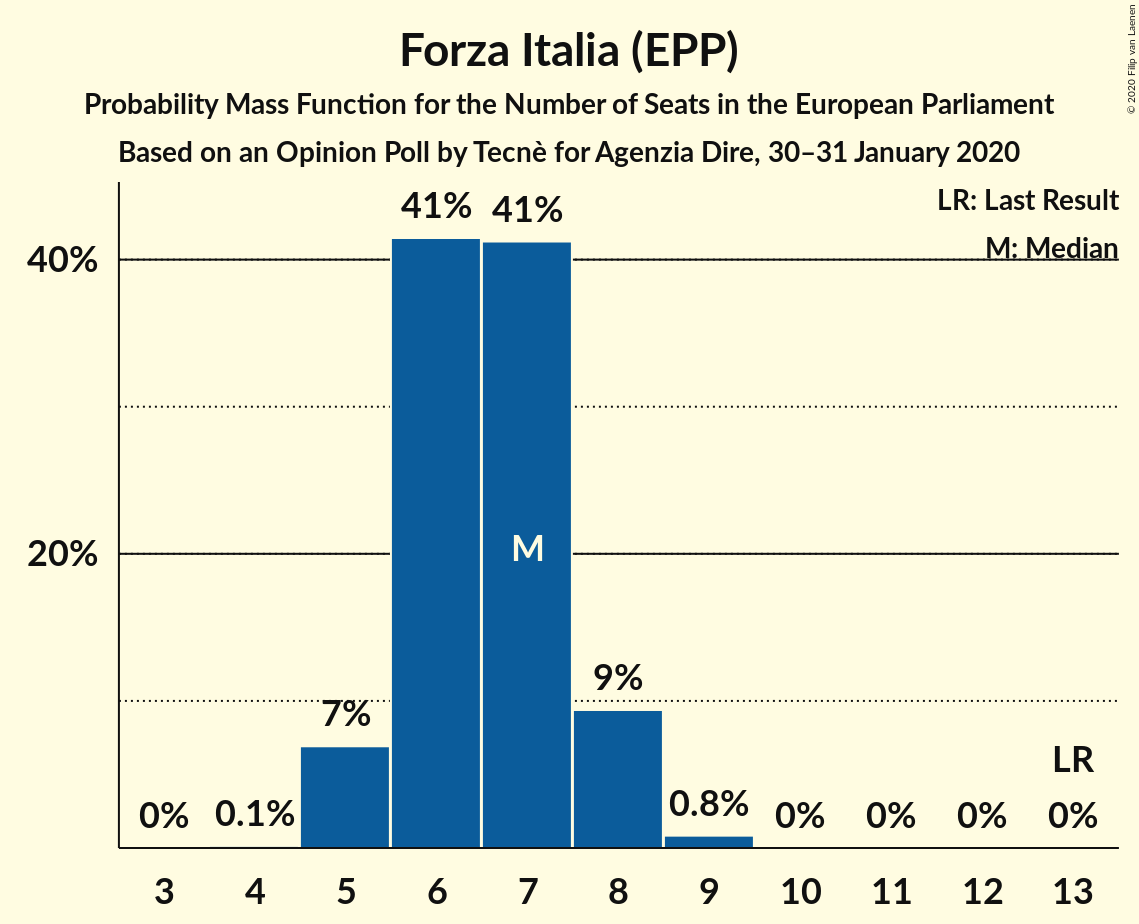 Forza Italia (EPP)
Probability Mass Function for the Number of Seats in the European Parliament
Based on an Opinion Poll by Tecnè for Agenzia Dire, 30–31 January 2020
© 2020 Filip van Laenen
LR: Last Result
M: Median
40%
20%
0%
0.1%
7%
41%
41%
M
9%
0.8%
0%
0%
0%
LR
0%
3 4 5 6 7 8 9 10 11 12 13